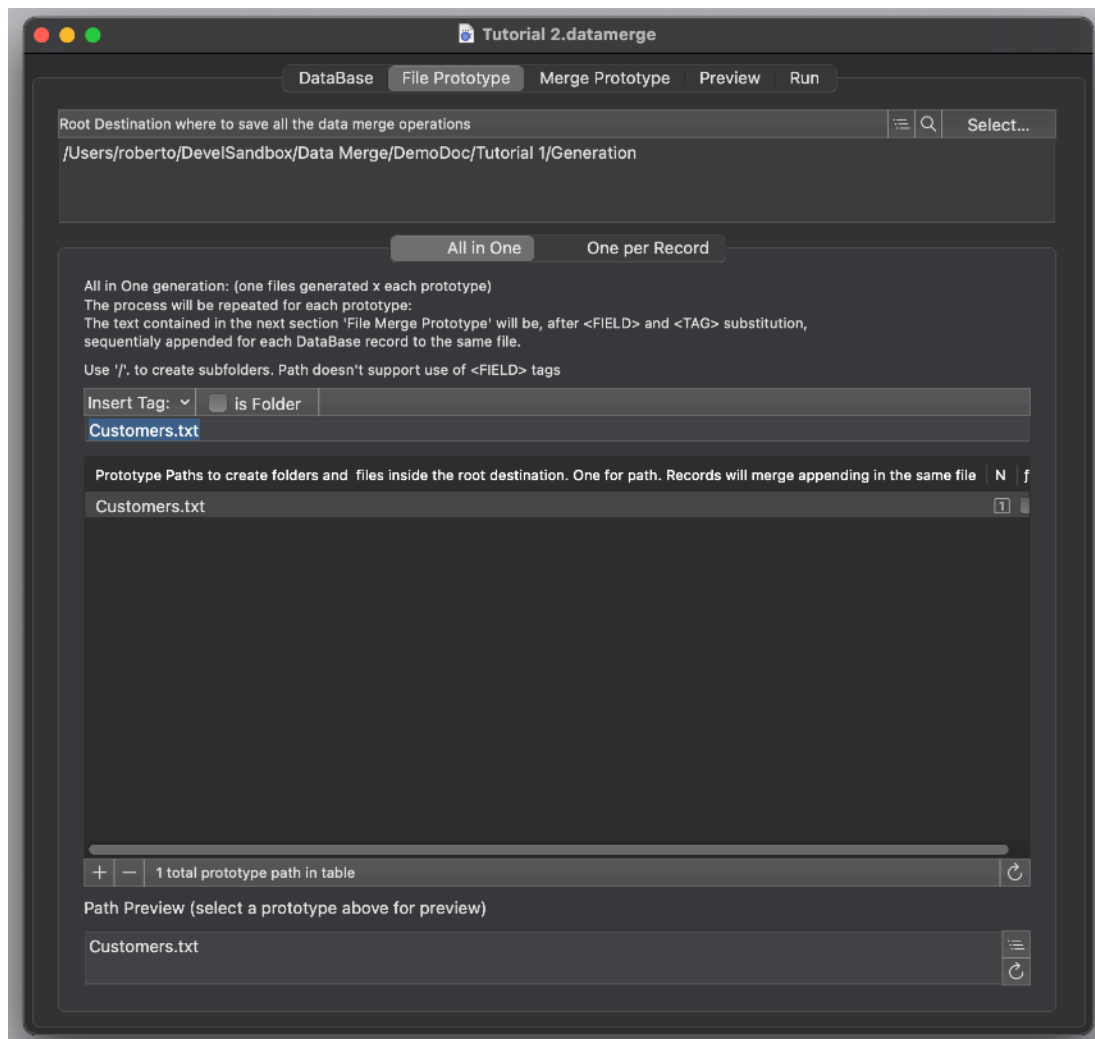 Tutorial 2.datamerge
DataBase File Prototype Merge Prototype Preview Run
Root Destination where to save all the data merge operations Select...
/Users/roberto/DevelSandbox/Data Merge/DemoDoc/Tutorial 1/Generation
All in One One per Record
All in One generation: (one files generated x each prototype)
The process will be repeated for each prototype:
The text contained in the next section 'File Merge Prototype' will be, after <FIELD> and <TAG> substitution,
sequentialy appended for each DataBase record to the same file.
Use '/'. to create subfolders. Path doesn't support use of <FIELD> tags
Insert Tag: is Folder
Customers.txt
Prototype Paths to create folders and files inside the root destination. One for path. Records will merge appending in the same file N f
Customers.txt 1
+ − 1 total prototype path in table
Path Preview (select a prototype above for preview)
Customers.txt